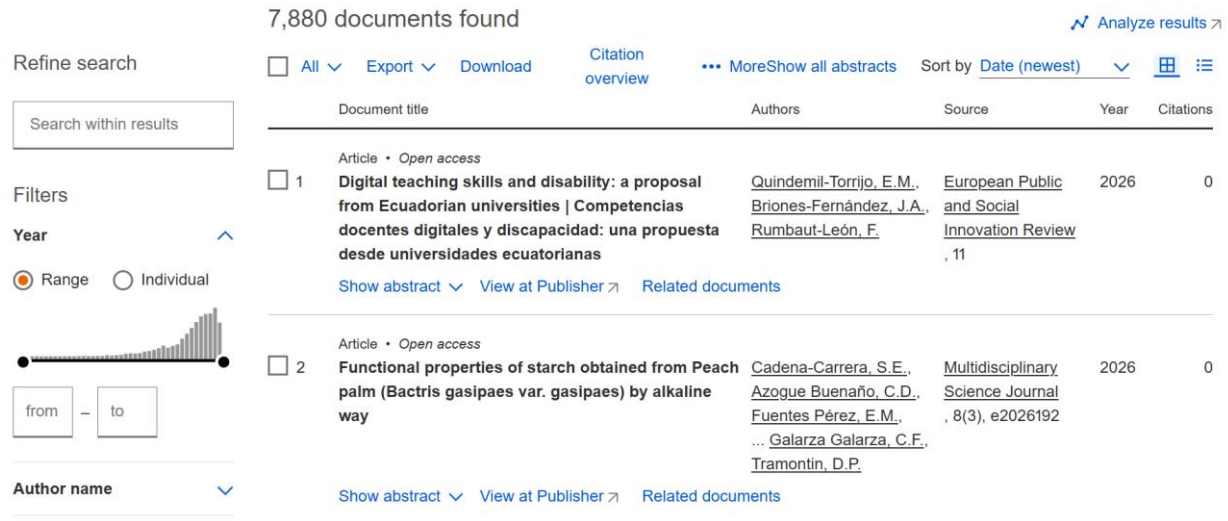 7,880 documents found
Analyze results
Refine search
All Export Download Citation overview ••• More Show all abstracts Sort by Date (newest)
Search within results
Document title Authors Source Year Citations
Filters
Year
Range Individual
from – to
Author name
Article • Open access
1 Digital teaching skills and disability: a proposal
from Ecuadorian universities | Competencias
docentes digitales y discapacidad: una propuesta
desde universidades ecuatorianas
Quindemil-Torrijo, E.M.,
Briones-Fernández, J.A.,
Rumbaut-León, F.
European Public
and Social
Innovation Review
, 11
2026
0
Show abstract View at Publisher Related documents
Article • Open access
2 Functional properties of starch obtained from Peach
palm (Bactris gasipaes var. gasipaes) by alkaline
way
Cadena-Carrera, S.E.,
Azogue Buenaño, C.D.,
Fuentes Pérez, E.M.,
... Galarza Galarza, C.F.,
Tramontin, D.P.
Multidisciplinary
Science Journal
, 8(3), e2026192
2026
0
Show abstract View at Publisher Related documents